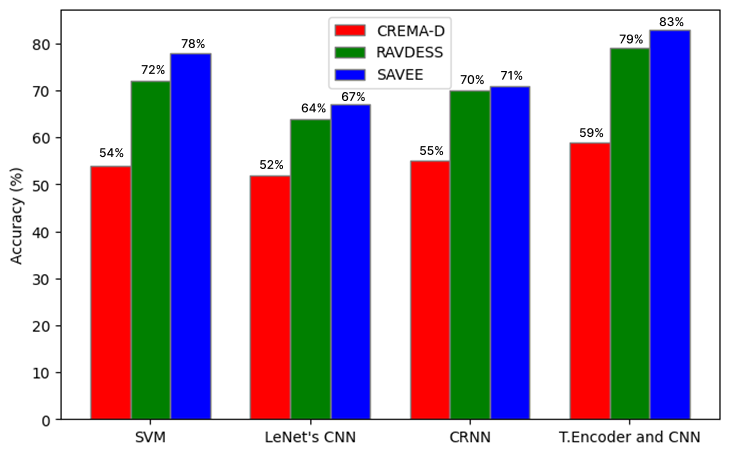 CREMA-D
RAVDESS
SAVEE
Accuracy (%)
80
70
60
50
40
30
20
10
0
54%
72%
78%
52%
64%
67%
55%
70%
71%
59%
79%
83%
SVM
LeNet's CNN
CRNN
T.Encoder and CNN